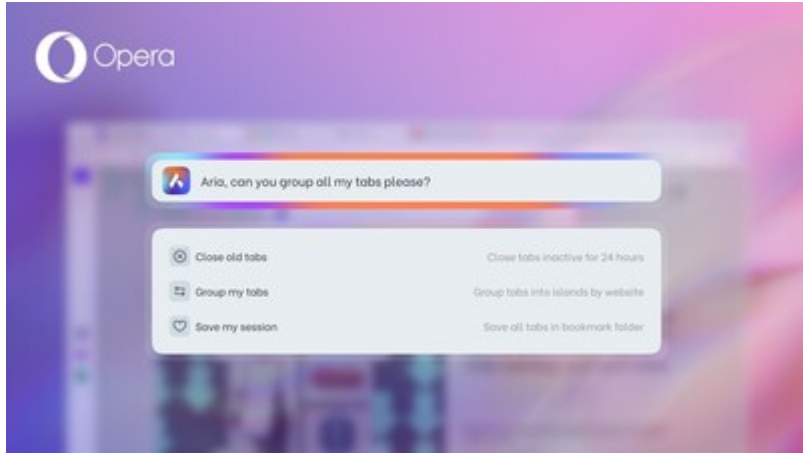 Opera
Aria, can you group all my tabs please?
Close old tabs Close tabs inactive for 24 hours
Group my tabs Group tabs into islands by website
Save my session Save all tabs in bookmark folder